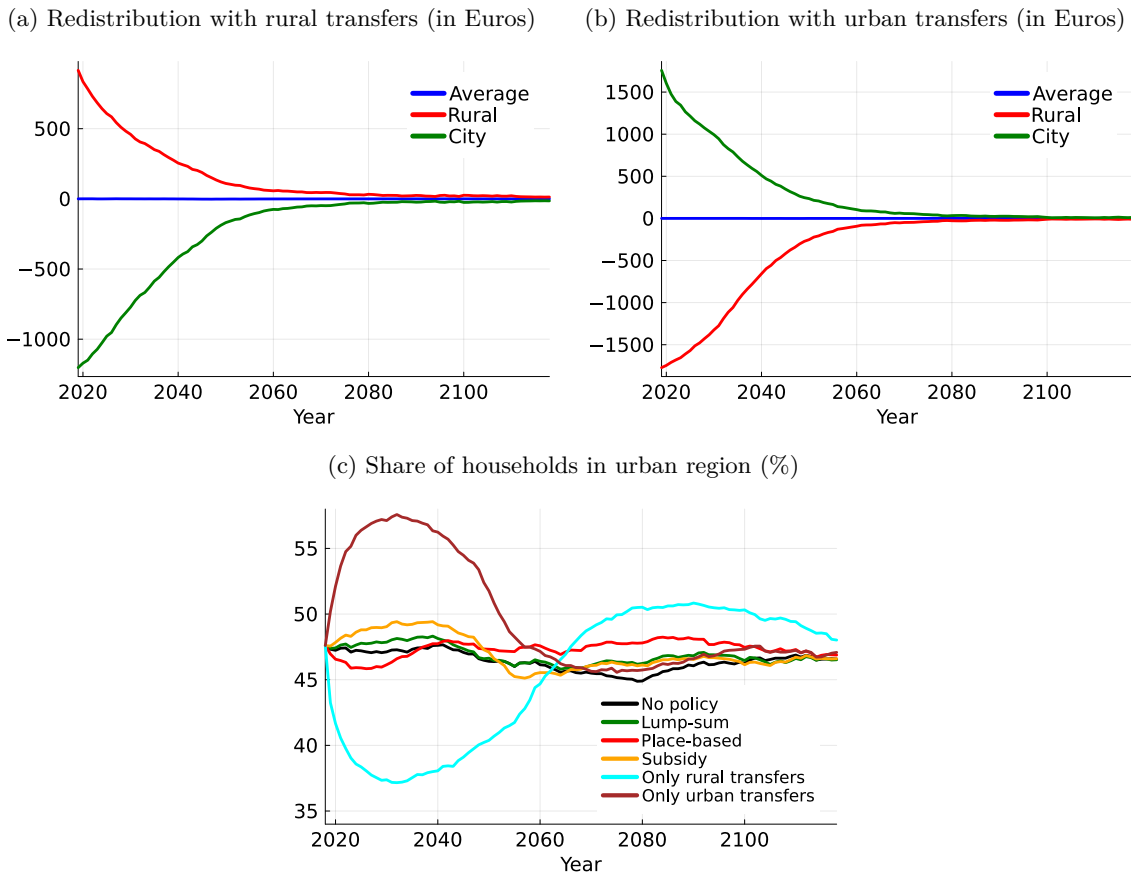 (a) Redistribution with rural transfers (in Euros)
500
0
−500
−1000
2020 2040 2060 2080 2100
Year
Average
Rural
City
(b) Redistribution with urban transfers (in Euros)
1500
1000
500
0
−500
−1000
−1500
2020 2040 2060 2080 2100
Year
Average
Rural
City
(c) Share of households in urban region (%)
55
50
45
40
35
2020 2040 2060 2080 2100
Year
No policy
Lump-sum
Place-based
Subsidy
Only rural transfers
Only urban transfers